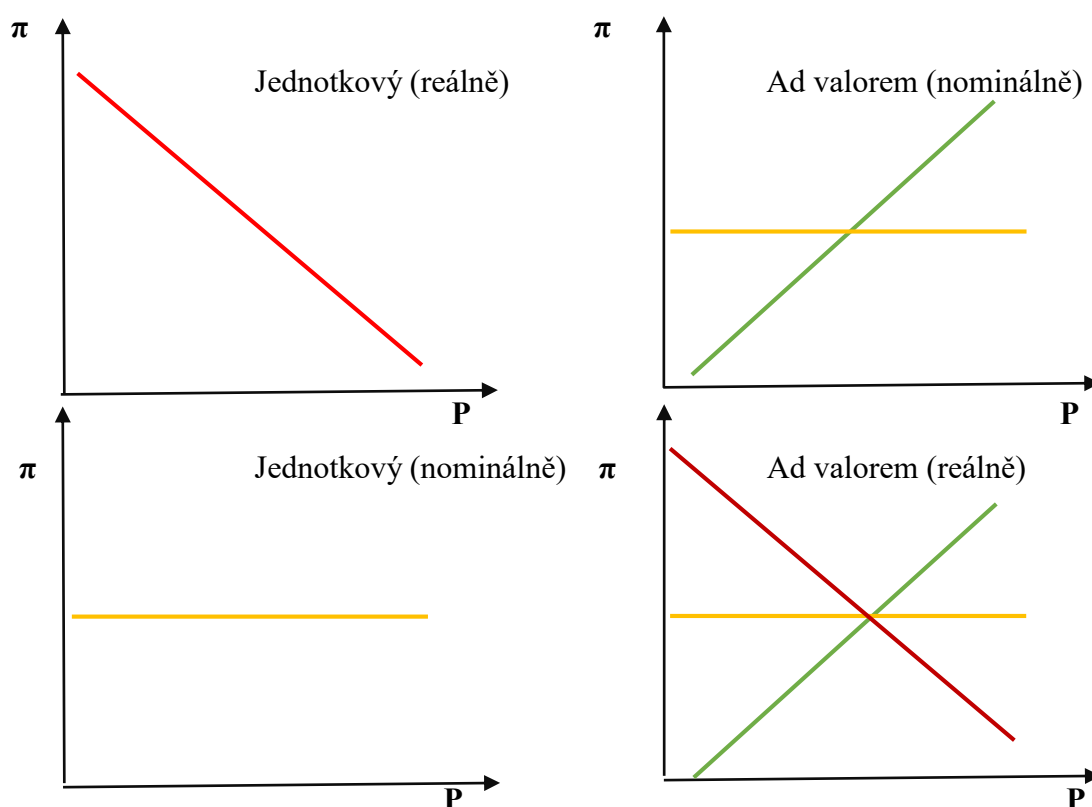 π
Jednotkový (reálně)
P
π
Ad valorem (nominálně)
P
π
Jednotkový (nominálně)
P
π
Ad valorem (reálně)
P